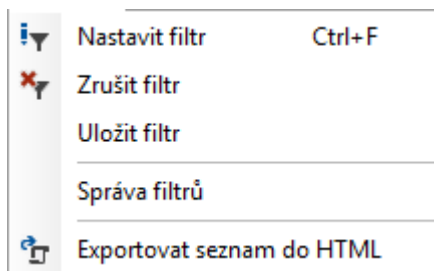 Nastavit filtr Ctrl+F
Zrušit filtr
Uložit filtr
Správa filtrů
Exportovat seznam do HTML